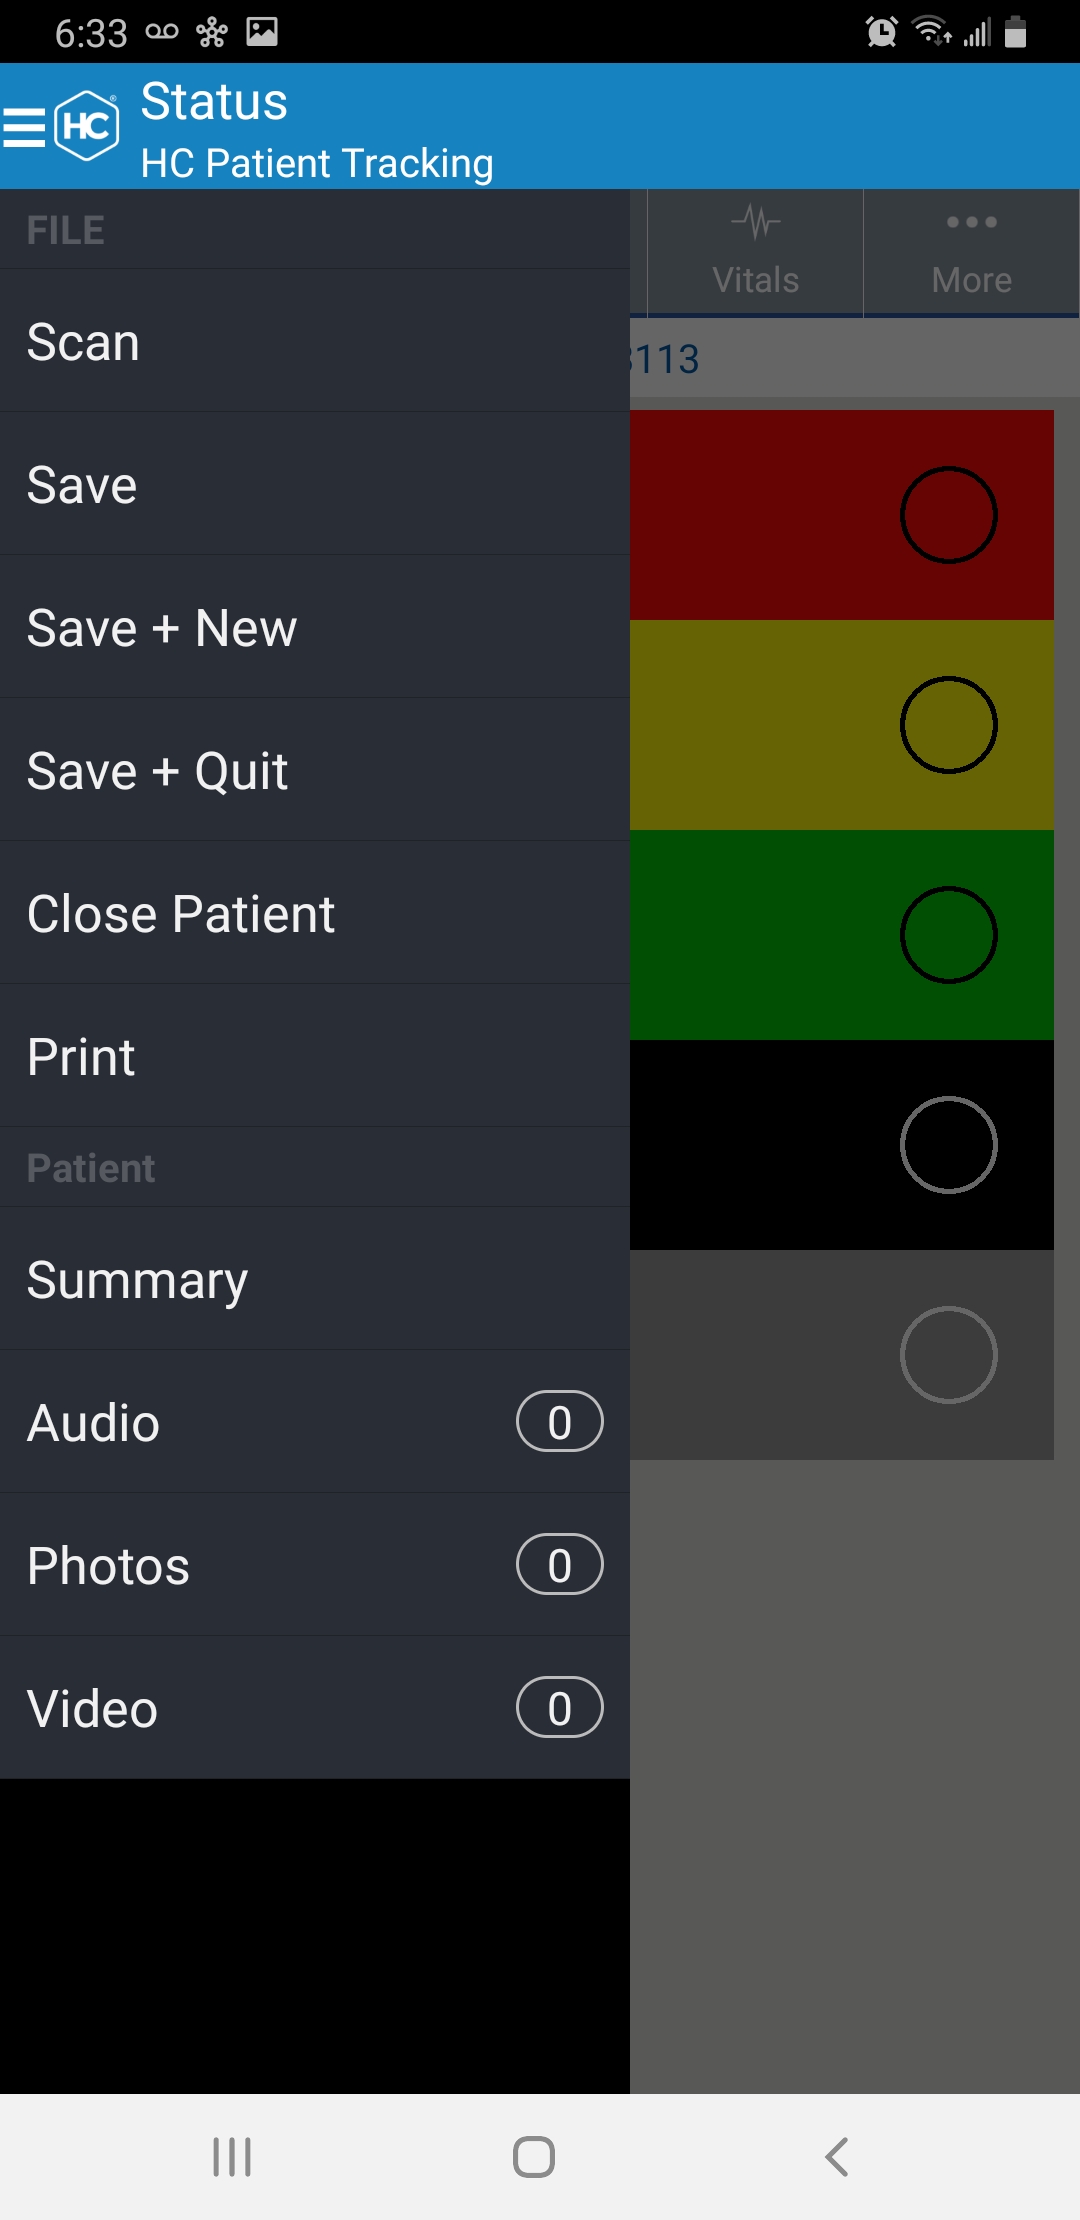 6:33
HC
Status
HC Patient Tracking
FILE
Vitals
More
Scan
3113
Save
Save + New
Save + Quit
Close Patient
Print
Patient
Summary
Audio 0
Photos 0
Video 0